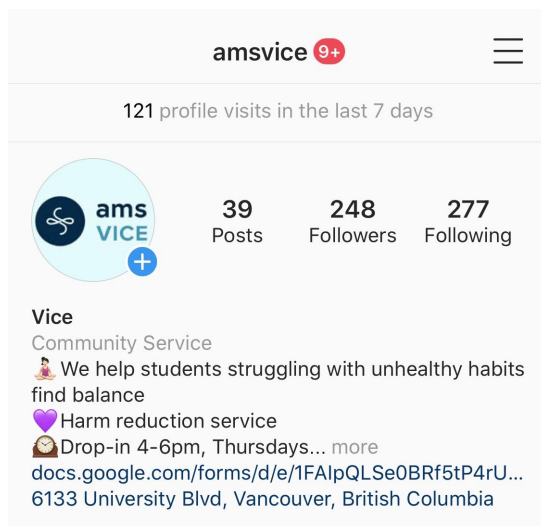 amsvice 9+
121 profile visits in the last 7 days
ams
VICE
39 248 277
Posts Followers Following
Vice
Community Service
🧘🏻‍♀️We help students struggling with unhealthy habits
find balance
💜Harm reduction service
🕰Drop-in 4-6pm, Thursdays... more
docs.google.com/forms/d/e/1FAIpQLSe0BRf5tP4rU...
6133 University Blvd, Vancouver, British Columbia